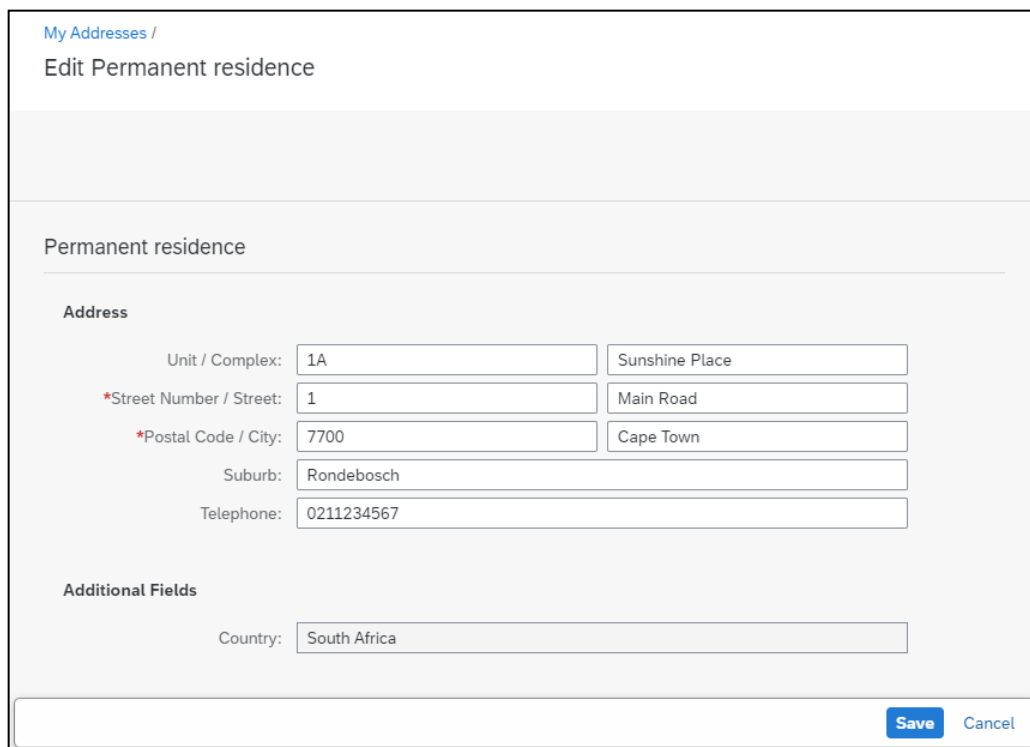 My Addresses /
Edit Permanent residence
Permanent residence
Address
Unit / Complex: 1A Sunshine Place
*Street Number / Street: 1 Main Road
*Postal Code / City: 7700 Cape Town
Suburb: Rondebosch
Telephone: 0211234567
Additional Fields
Country: South Africa
Save Cancel